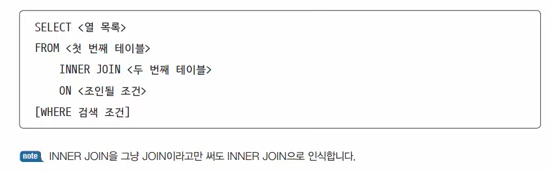 SELECT <열 목록>
FROM <첫 번째 테이블>
INNER JOIN <두 번째 테이블>
ON <조인될 조건>
[WHERE 검색 조건]
note INNER JOIN을 그냥 JOIN이라고만 써도 INNER JOIN으로 인식합니다.